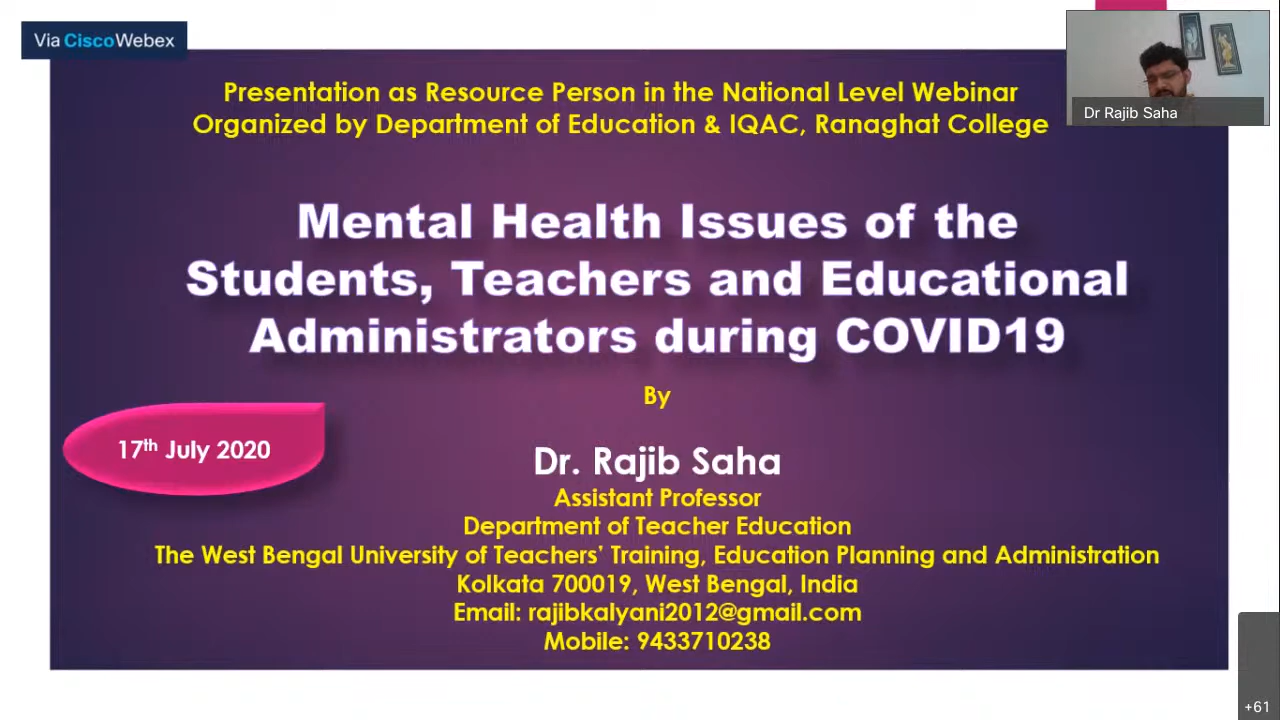 Via CiscoWebex
Presentation as Resource Person in the National Level Webinar
Organized by Department of Education & IQAC, Ranaghat College
Dr Rajib Saha
Mental Health Issues of the
Students, Teachers and Educational
Administrators during COVID19
By
17th July 2020
Dr. Rajib Saha
Assistant Professor
Department of Teacher Education
The West Bengal University of Teachers’ Training, Education Planning and Administration
Kolkata 700019, West Bengal, India
Email: rajibkalyani2012@gmail.com
Mobile: 9433710238
+61